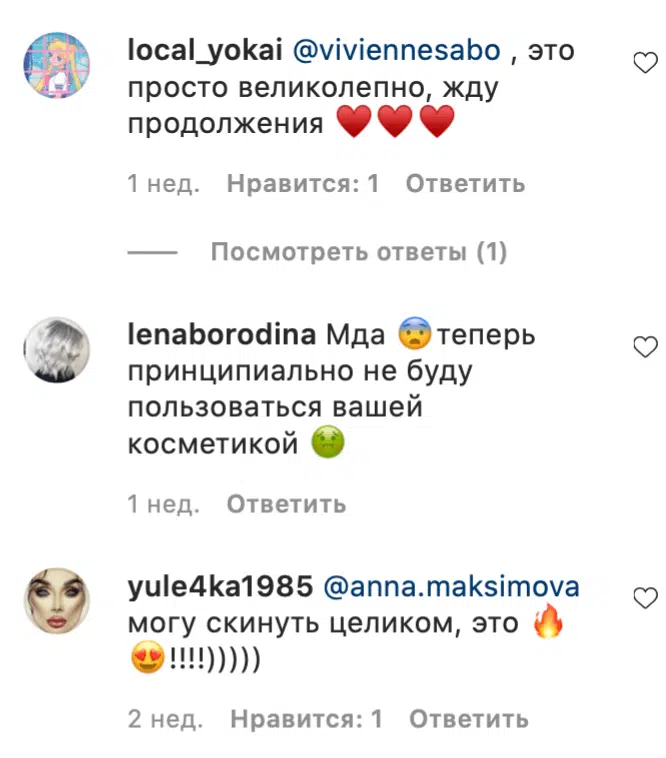 local_yokai @viviennesabo , это
просто великолепно, жду
продолжения ♥️♥️♥️
1 нед. Нравится: 1 Ответить
Посмотреть ответы (1)
lenaborodina Мда 😨теперь
принципиально не буду
пользоваться вашей
косметикой 🤢
1 нед. Ответить
yule4ka1985 @anna.maksimova
могу скинуть целиком, это 🔥
😍!!!!)))))
2 нед. Нравится: 1 Ответить